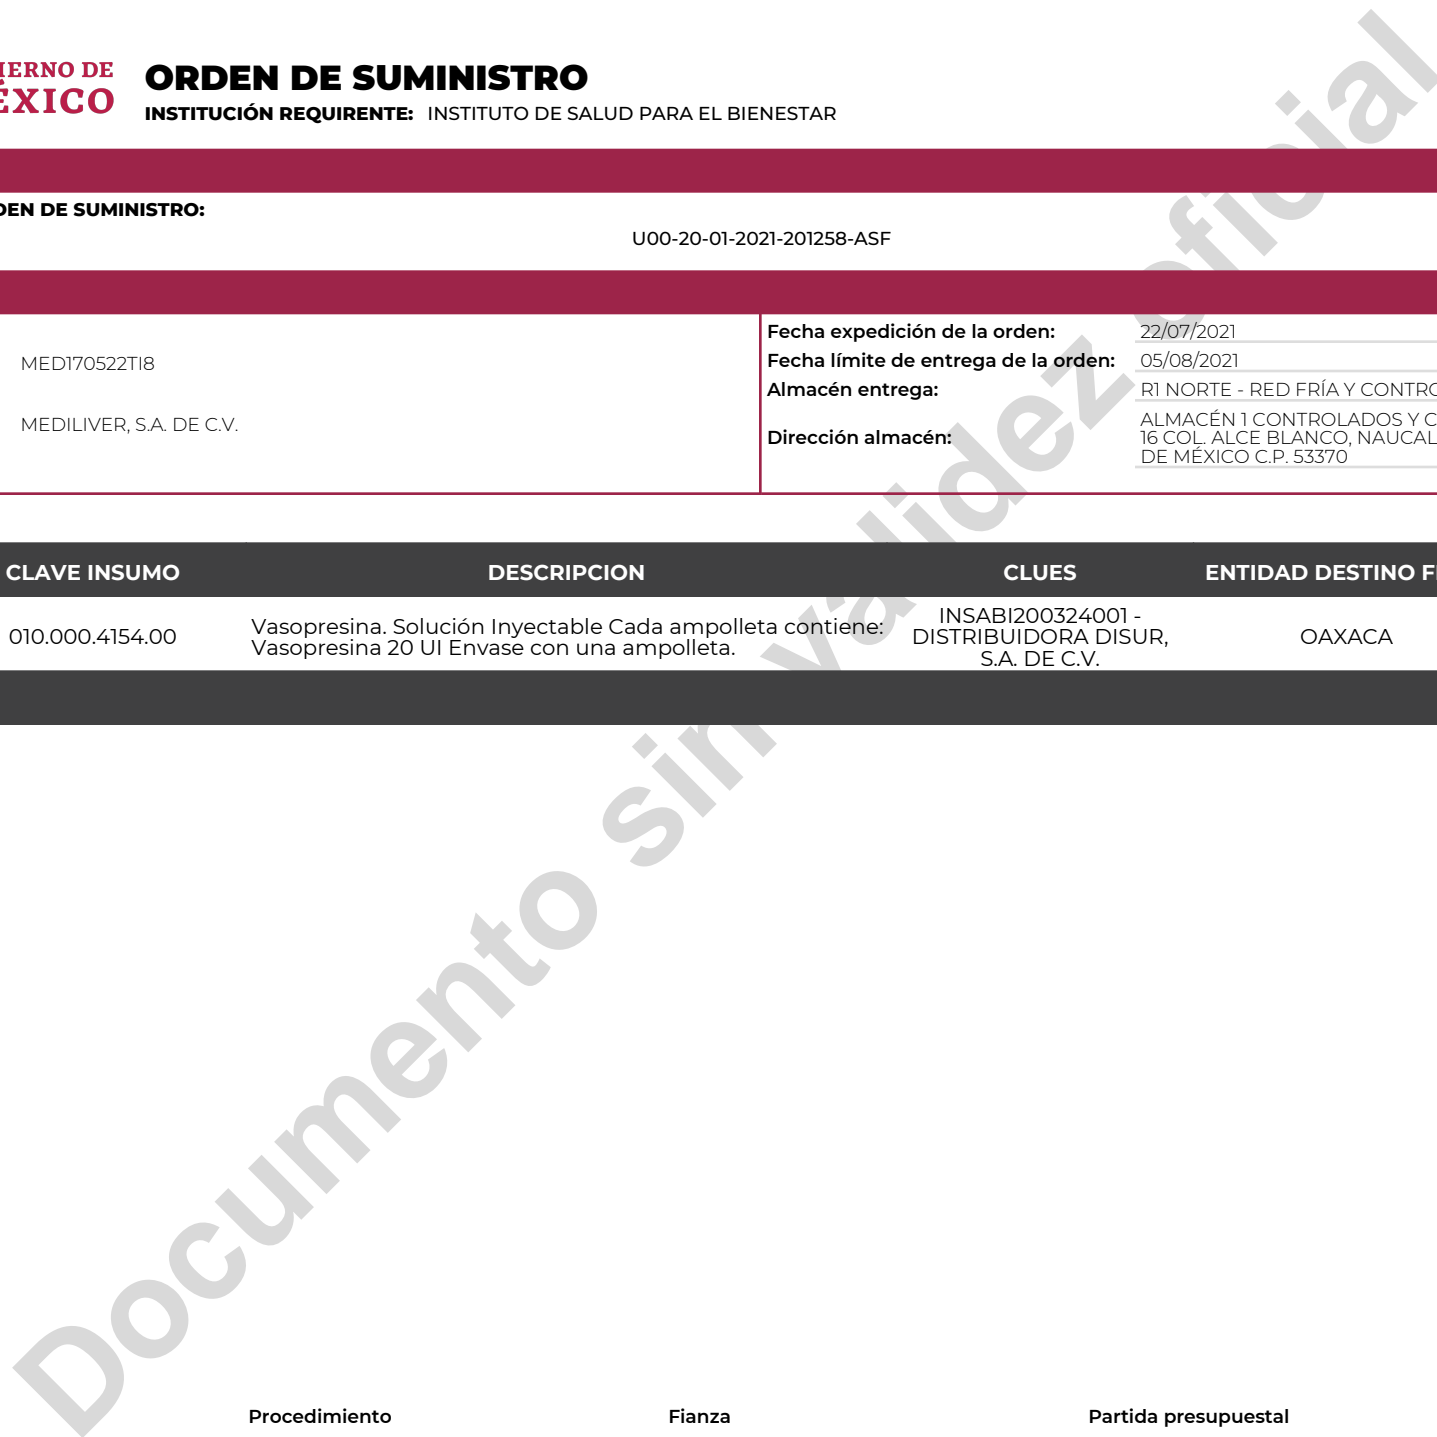 IERNO DE
ÉXICO
ORDEN DE SUMINISTRO
INSTITUCIÓN REQUIRENTE: INSTITUTO DE SALUD PARA EL BIENESTAR
DEN DE SUMINISTRO:
U00-20-01-2021-201258-ASF
MED170522TI8
MEDILIVER, S.A. DE C.V.
Fecha expedición de la orden: 22/07/2021
Fecha límite de entrega de la orden: 05/08/2021
Almacén entrega: R1 NORTE - RED FRÍA Y CONTRO
Dirección almacén:
ALMACÉN 1 CONTROLADOS Y C
16 COL. ALCE BLANCO, NAUCAL
DE MÉXICO C.P. 53370
CLAVE INSUMO DESCRIPCION CLUES ENTIDAD DESTINO F
010.000.4154.00
Vasopresina. Solución Inyectable Cada ampolleta contiene:
Vasopresina 20 UI Envase con una ampolleta.
INSABI200324001 -
DISTRIBUIDORA DISUR,
S.A. DE C.V.
OAXACA
Documento sin validez oficial
Procedimiento Fianza Partida presupuestal